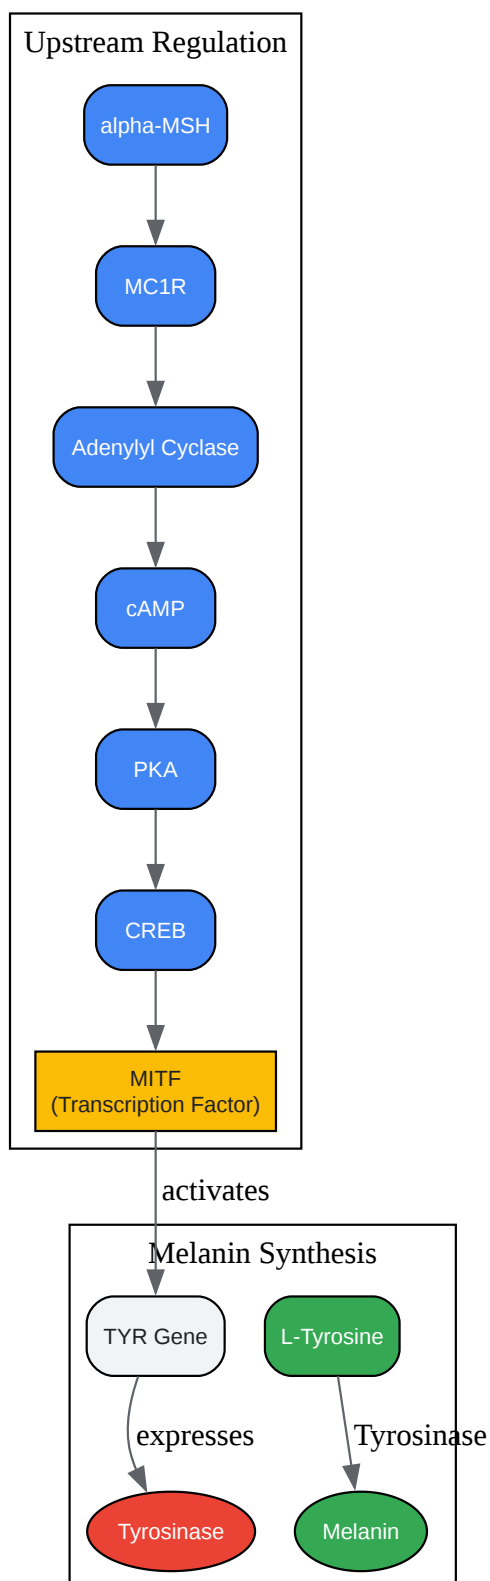 Upstream Regulation
alpha-MSH
MC1R
Adenylyl Cyclase
cAMP
PKA
CREB
MITF
(Transcription Factor)
activates
Melanin Synthesis
TYR Gene
L-Tyrosine
expresses
Tyrosinase
Tyrosinase
Melanin